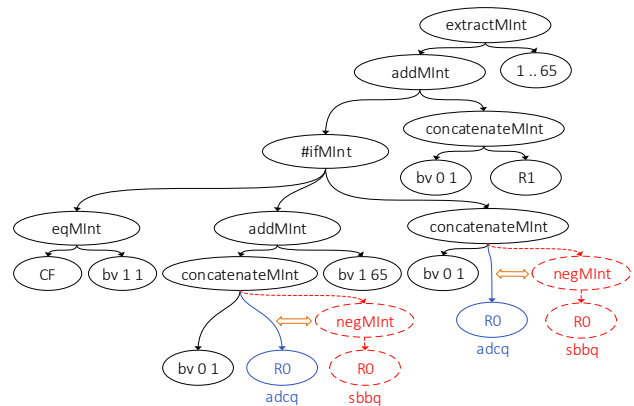 extractMInt
addMInt
1 .. 65
#ifMInt
concatenateMInt
bv 0 1
R1
eqMInt
addMInt
concatenateMInt
CF
bv 1 1
concatenateMInt
bv 1 65
bv 0 1
negMInt
R0
R0
adcq
sbbq
negMInt
bv 0 1
R0
R0
adcq
sbbq